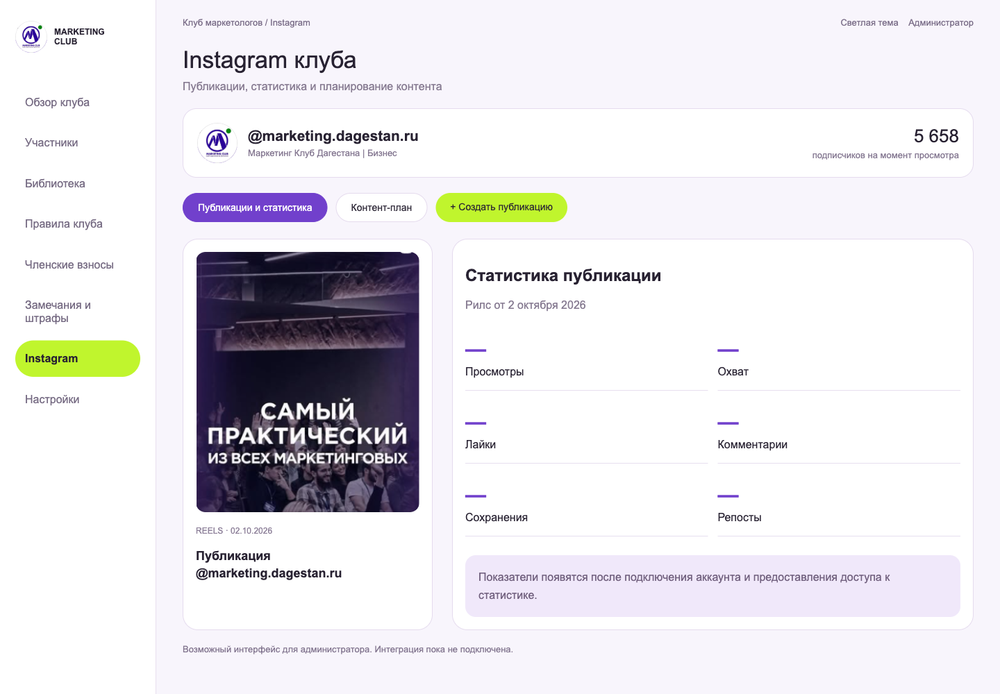 MARKETING
CLUB
Обзор клуба
Участники
Библиотека
Правила клуба
Членские взносы
Замечания и
штрафы
Instagram
Настройки
Клуб маркетологов / Instagram
Светлая тема
Администратор
Instagram клуба
Публикации, статистика и планирование контента
@marketing.dagestan.ru
Маркетинг Клуб Дагестана | Бизнес
5 658
подписчиков на момент просмотра
Публикации и статистика
Контент-план
+ Создать публикацию
САМЫЙ
ПРАКТИЧЕСКИЙ
ИЗ ВСЕХ МАРКЕТИНГОВЫХ
REELS · 02.10.2026
Публикация
@marketing.dagestan.ru
Статистика публикации
Рилс от 2 октября 2026
—
—
Просмотры
Охват
—
—
Лайки
Комментарии
—
—
Сохранения
Репосты
Показатели появятся после подключения аккаунта и предоставления доступа к
статистике.
Возможный интерфейс для администратора. Интеграция пока не подключена.